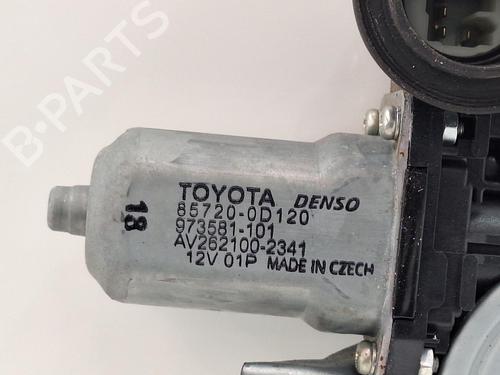 B-PARTS
TOYOTA DENSO
85720-0D120
973581-101
AV262100-2341
12V 01P MADE IN CZECH
18